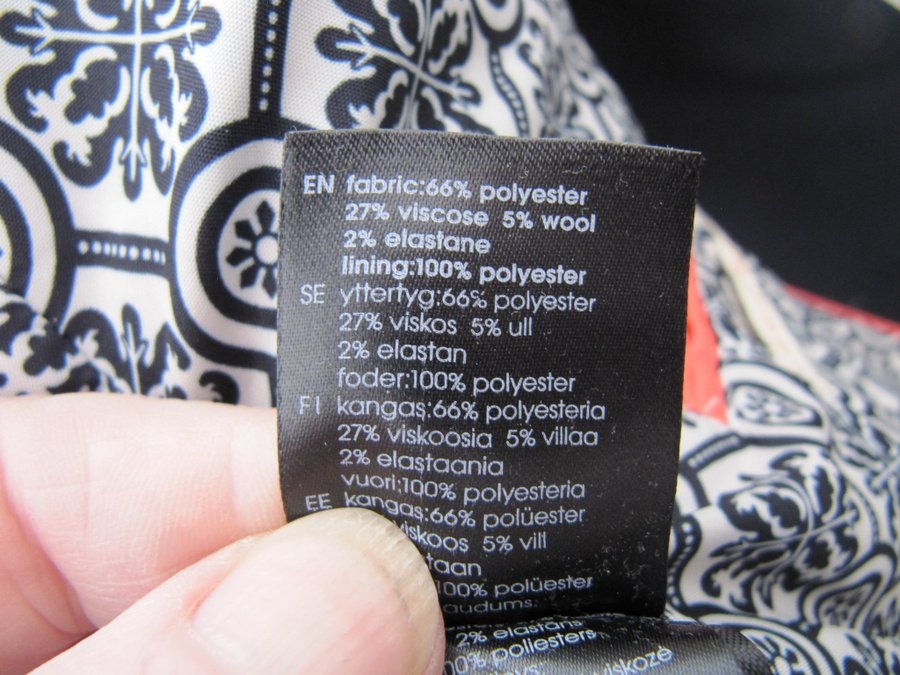 EN fabric:66% polyester
27% viscose 5% wool
2% elastane
lining:100% polyester
SE yttertyg:66% polyester
27% viskos 5% ull
2% elastan
foder:100% polyester
FI kangas:66% polyesteria
27% viskoosia 5% villaa
2% elastaania
vuori:100% polyesteria
EE kangas:66% polüester
5% vill
100% polüester
2% elastāns
poliesters